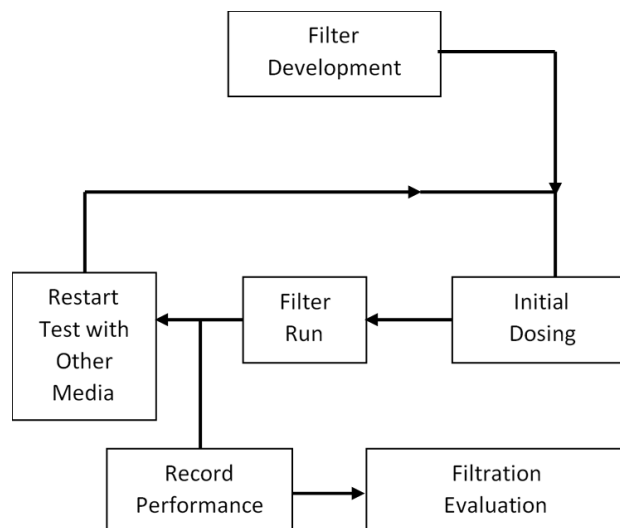 Filter
Development
Restart
Test with
Other
Media
Filter
Run
Initial
Dosing
Record
Performance
Filtration
Evaluation